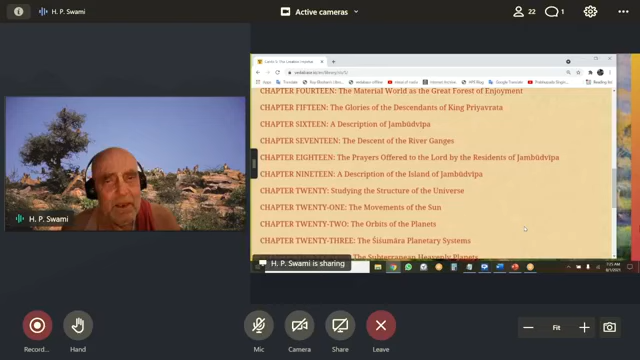 H. P. Swami
Active cameras
22
1
H. P. Swami
CHAPTER FOURTEEN: The Material World as the Great Forest of Enjoyment
CHAPTER FIFTEEN: The Glories of the Descendants of King Priyavrata
CHAPTER SIXTEEN: A Description of Jambūdvīpa
CHAPTER SEVENTEEN: The Descent of the River Ganges
CHAPTER EIGHTEEN: The Prayers Offered to the Lord by the Residents of Jambūdvīpa
CHAPTER NINETEEN: A Description of the Island of Jambūdvīpa
CHAPTER TWENTY: Studying the Structure of the Universe
CHAPTER TWENTY-ONE: The Movements of the Sun
CHAPTER TWENTY-TWO: The Orbits of the Planets
CHAPTER TWENTY-THREE: The Śiśumāra Planetary Systems
The Subterranean Heavenly Planets
H. P. Swami is sharing
Record...
Hand
Mic
Camera
Share
Leave
Fit